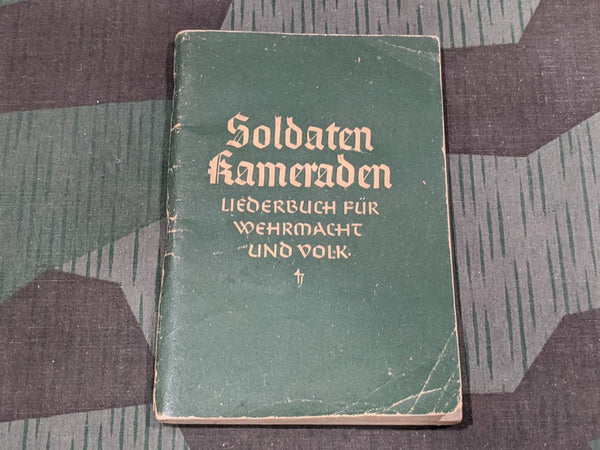 Soldaten
Kameraden
LIEDERBUCH FÜR
WEHRMACHT
UND VOLK